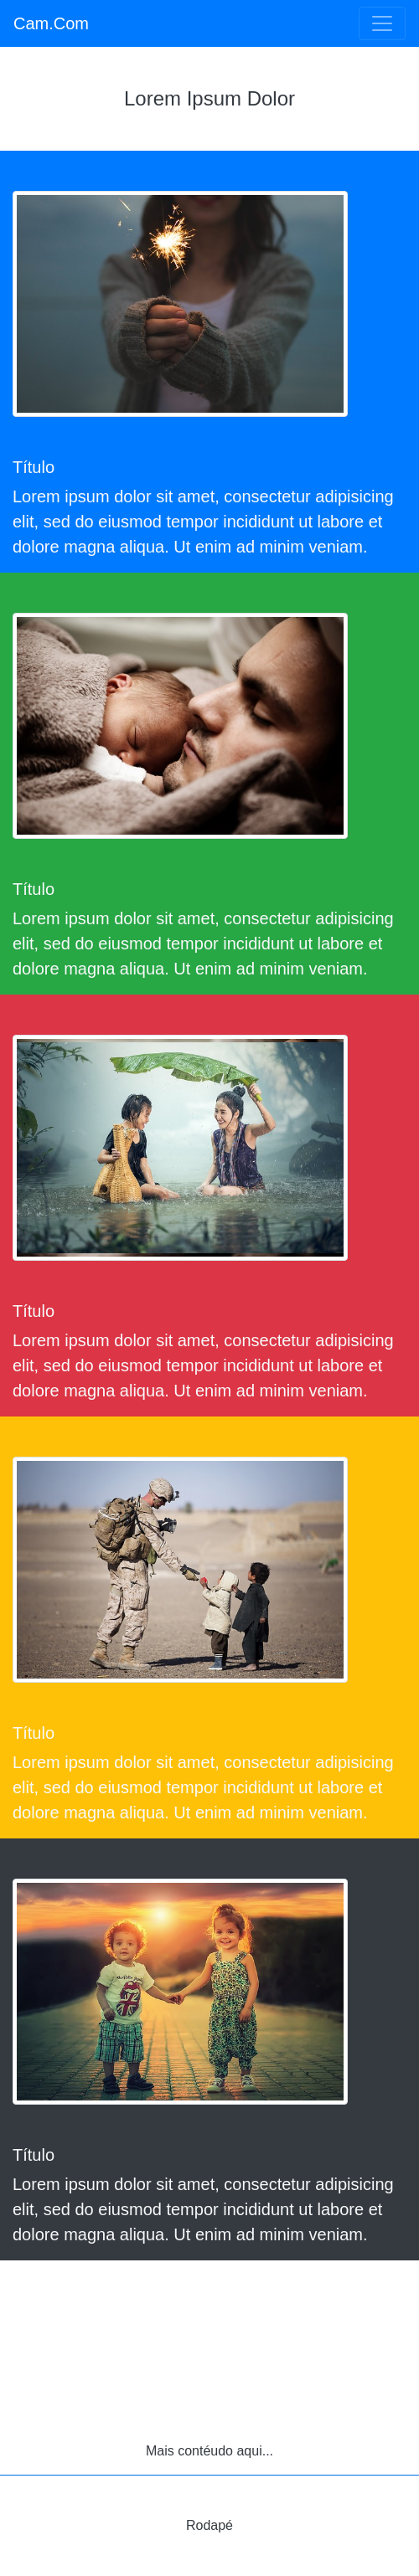 Cam.Com
Lorem Ipsum Dolor
Título
Lorem ipsum dolor sit amet, consectetur adipisicing
elit, sed do eiusmod tempor incididunt ut labore et
dolore magna aliqua. Ut enim ad minim veniam.
Título
Lorem ipsum dolor sit amet, consectetur adipisicing
elit, sed do eiusmod tempor incididunt ut labore et
dolore magna aliqua. Ut enim ad minim veniam.
Título
Lorem ipsum dolor sit amet, consectetur adipisicing
elit, sed do eiusmod tempor incididunt ut labore et
dolore magna aliqua. Ut enim ad minim veniam.
Título
Lorem ipsum dolor sit amet, consectetur adipisicing
elit, sed do eiusmod tempor incididunt ut labore et
dolore magna aliqua. Ut enim ad minim veniam.
Título
Lorem ipsum dolor sit amet, consectetur adipisicing
elit, sed do eiusmod tempor incididunt ut labore et
dolore magna aliqua. Ut enim ad minim veniam.
Mais contéudo aqui...
Rodapé